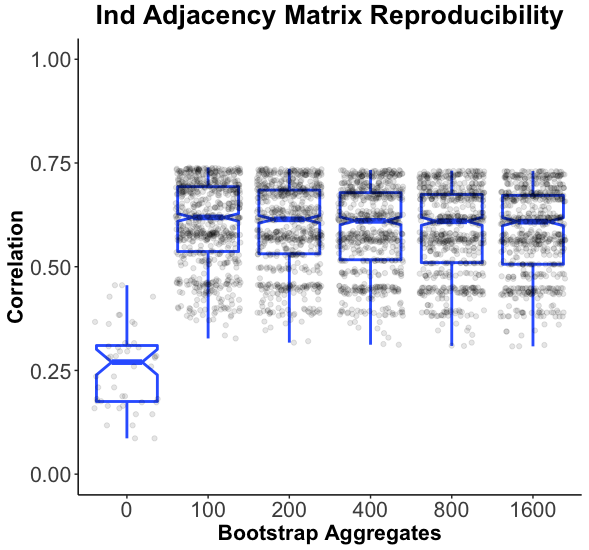 Ind Adjacency Matrix Reproducibility
Correlation
1.00
0.75
0.50
0.25
0.00
0 100 200 400 800 1600
Bootstrap Aggregates